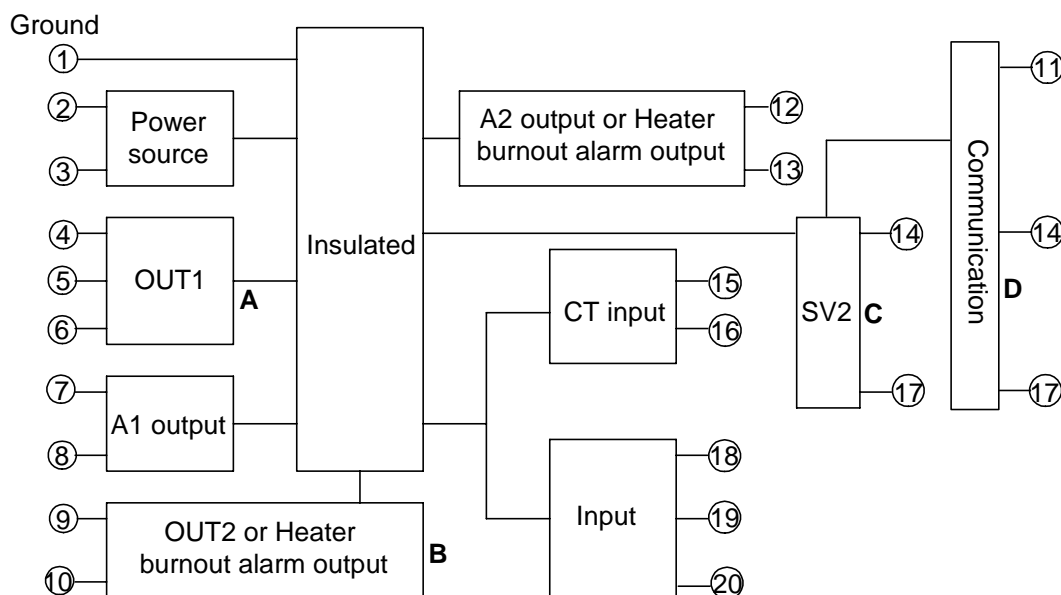 Ground
1
2
3
Power
source
4
5
6
OUT1
A
7
8
A1 output
9
10
OUT2 or Heater
burnout alarm output
B
Insulated
A2 output or Heater
burnout alarm output
12
13
CT input
15
16
Input
18
19
20
SV2
C
14
17
Communication
D
11
14
17